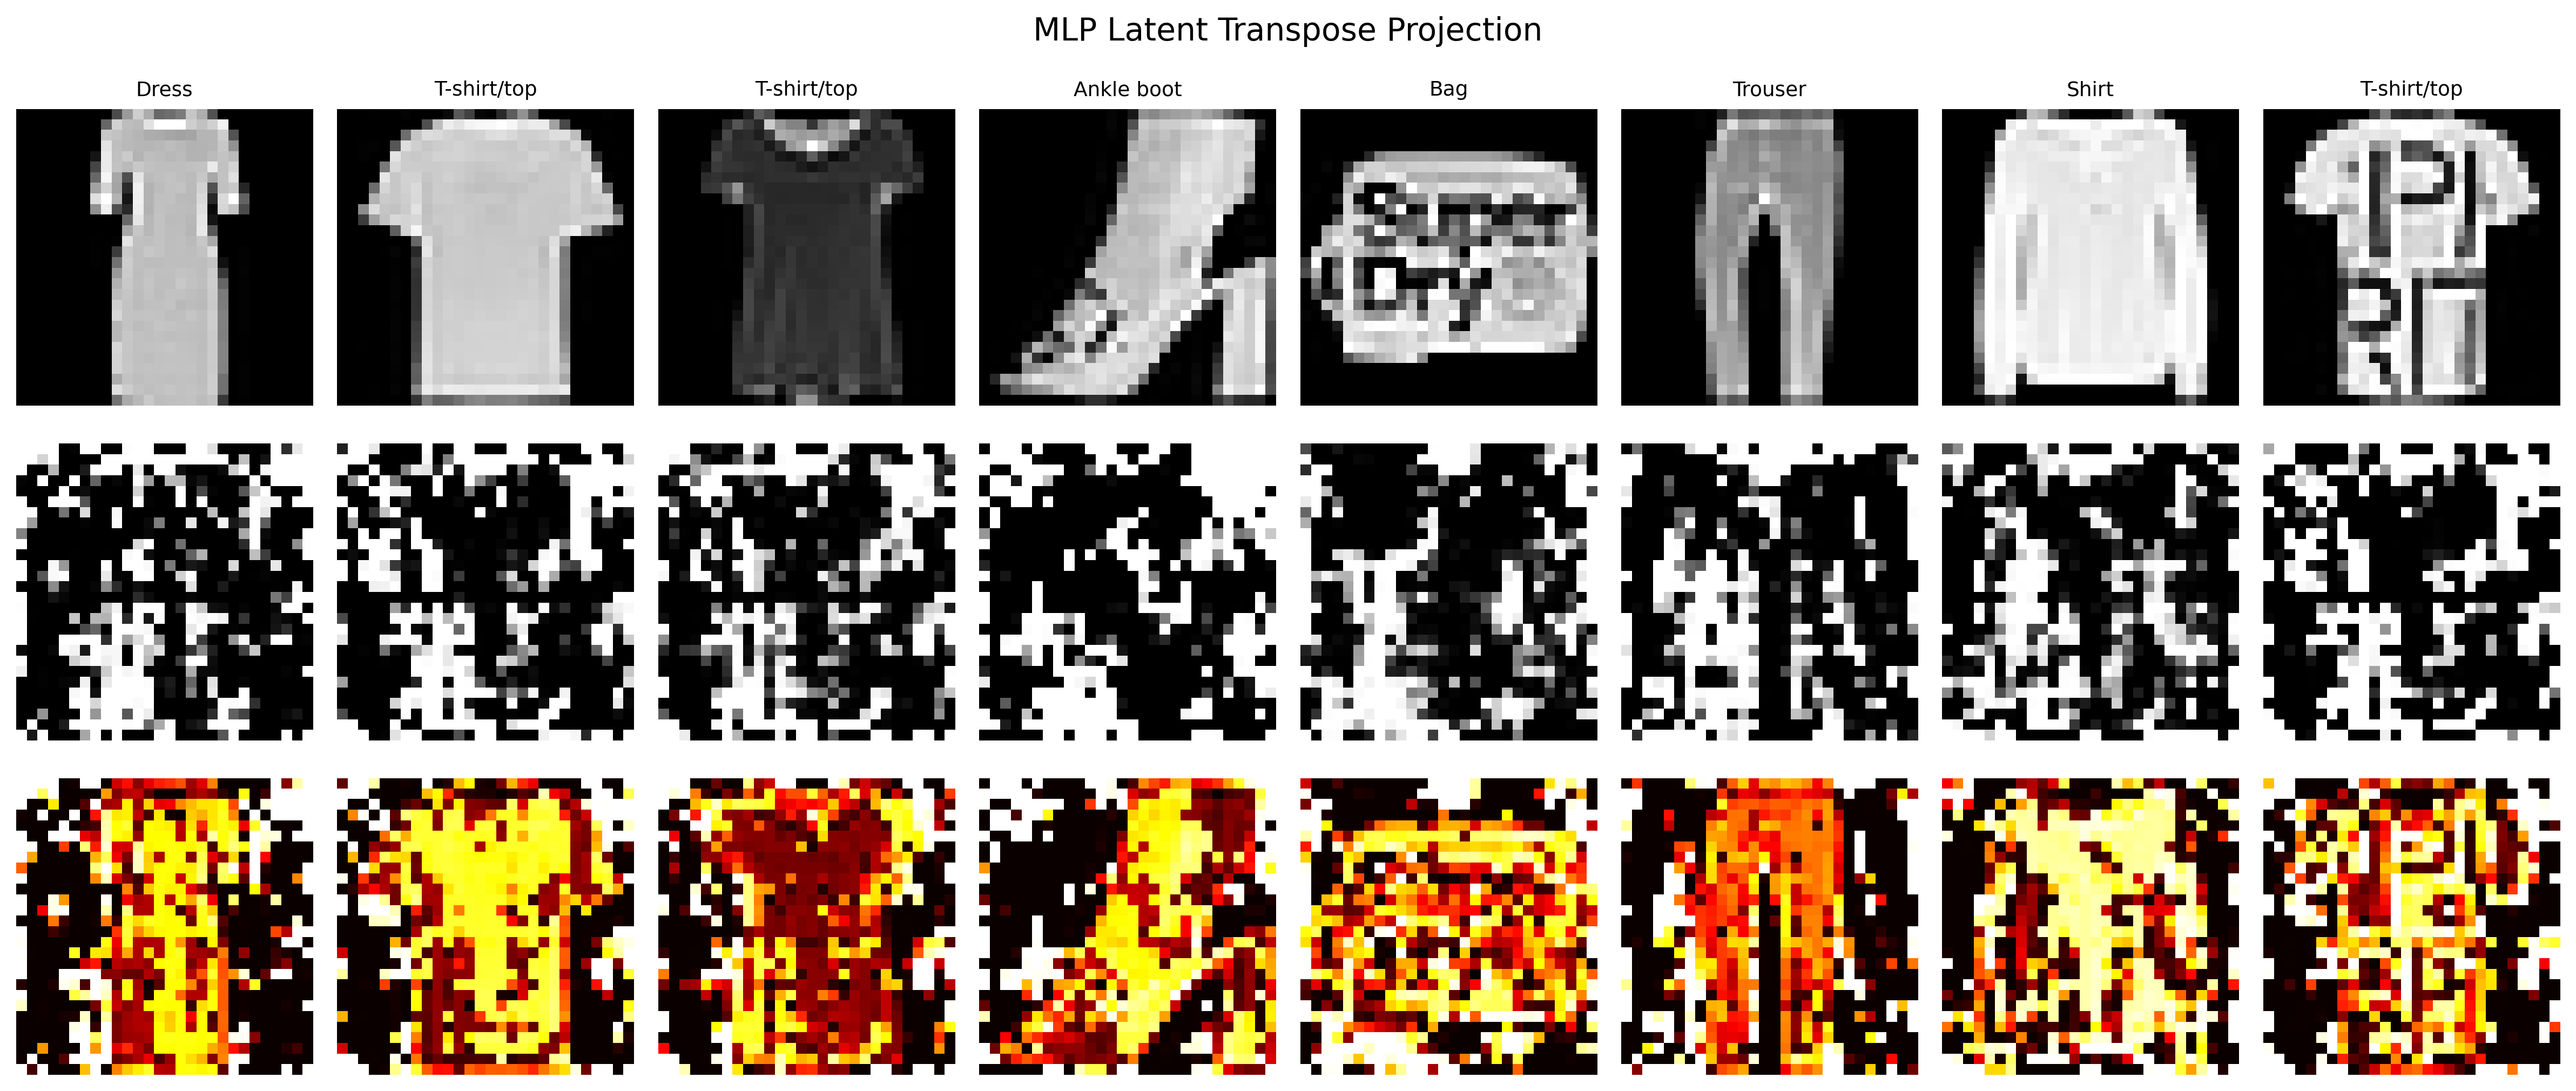 MLP Latent Transpose Projection
Dress T-shirt/top T-shirt/top Ankle boot Bag Trouser Shirt T-shirt/top